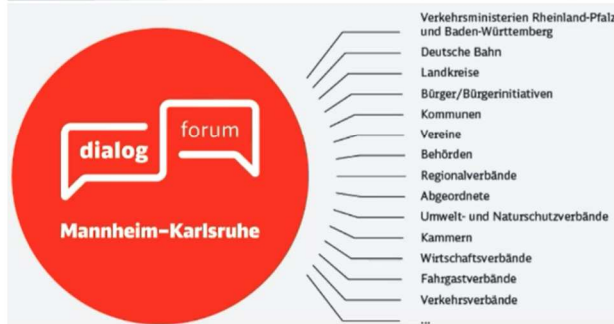 dialog
forum
Mannheim-Karlsruhe
Verkehrsministerien Rheinland-Pfalz
und Baden-Württemberg
Deutsche Bahn
Landkreise
Bürger/Bürgerinitiativen
Kommunen
Vereine
Behörden
Regionalverbände
Abgeordnete
Umwelt- und Naturschutzverbände
Kammern
Wirtschaftsverbände
Fahrgastverbände
Verkehrsverbände
...